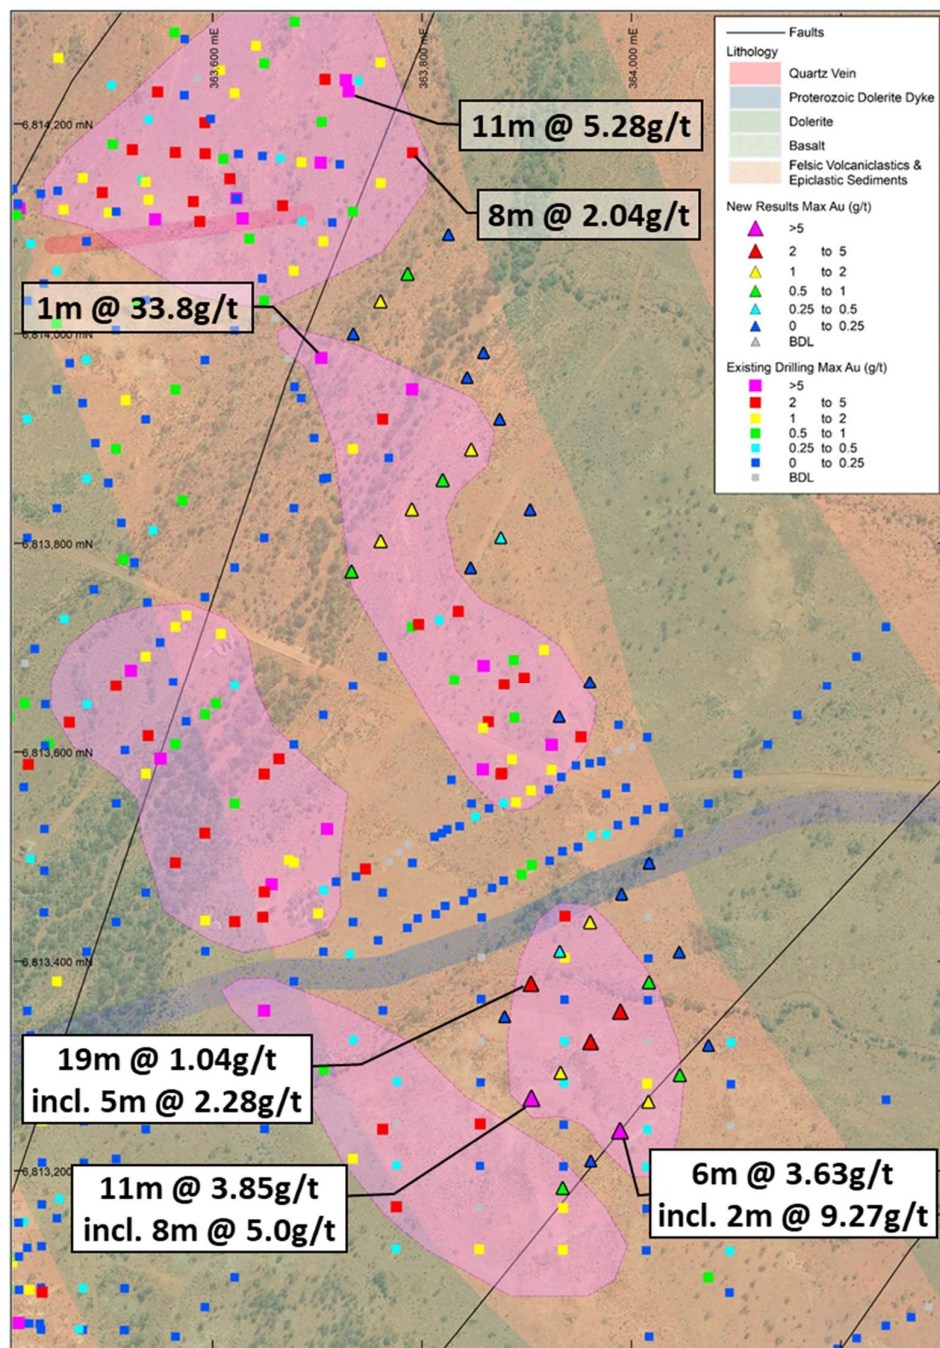 363,600 mE
363,800 mE
364,000 mE
Faults
Lithology
Quartz Vein
Proterozoic Dolerite Dyke
Dolerite
Basalt
Felsic Volcaniclastics &
Epiclastic Sediments
New Results Max Au (g/t)
>5
2 to 5
1 to 2
0.5 to 1
0.25 to 0.5
0 to 0.25
BDL
Existing Drilling Max Au (g/t)
>5
2 to 5
1 to 2
0.5 to 1
0.25 to 0.5
0 to 0.25
BDL
6,814,200 mN
11m @ 5.28g/t
8m @ 2.04g/t
1m @ 33.8g/t
6,814,000 mN
6,813,800 mN
6,813,600 mN
6,813,400 mN
19m @ 1.04g/t
incl. 5m @ 2.28g/t
6,813,200 mN
11m @ 3.85g/t
incl. 8m @ 5.0g/t
6m @ 3.63g/t
incl. 2m @ 9.27g/t